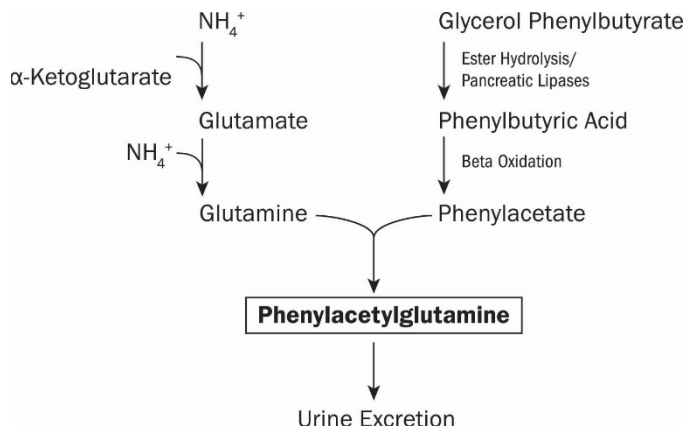 NH₄⁺
Glycerol Phenylbutyrate
α-Ketoglutarate
Ester Hydrolysis/
Pancreatic Lipases
Glutamate
Phenylbutyric Acid
NH₄⁺
Beta Oxidation
Glutamine
Phenylacetate
Phenylacetylglutamine
Urine Excretion